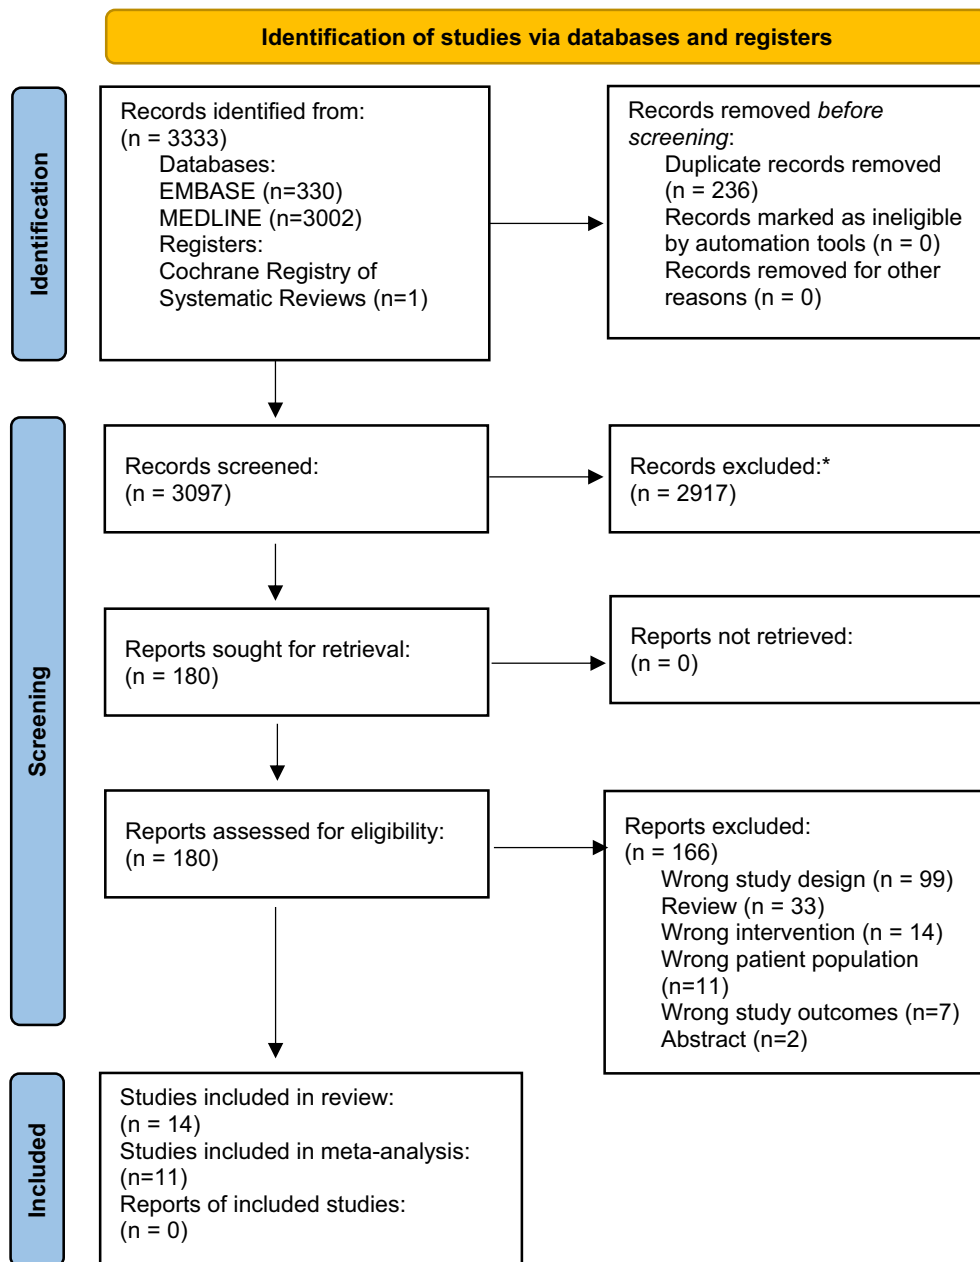 Identification of studies via databases and registers
Identification
Records identified from:
(n = 3333)
Databases:
EMBASE (n=330)
MEDLINE (n=3002)
Registers:
Cochrane Registry of
Systematic Reviews (n=1)
Records removed before
screening:
Duplicate records removed
(n = 236)
Records marked as ineligible
by automation tools (n = 0)
Records removed for other
reasons (n = 0)
Screening
Records screened:
(n = 3097)
Records excluded:*
(n = 2917)
Reports sought for retrieval:
(n = 180)
Reports not retrieved:
(n = 0)
Reports assessed for eligibility:
(n = 180)
Reports excluded:
(n = 166)
Wrong study design (n = 99)
Review (n = 33)
Wrong intervention (n = 14)
Wrong patient population
(n=11)
Wrong study outcomes (n=7)
Abstract (n=2)
Included
Studies included in review:
(n = 14)
Studies included in meta-analysis:
(n=11)
Reports of included studies:
(n = 0)